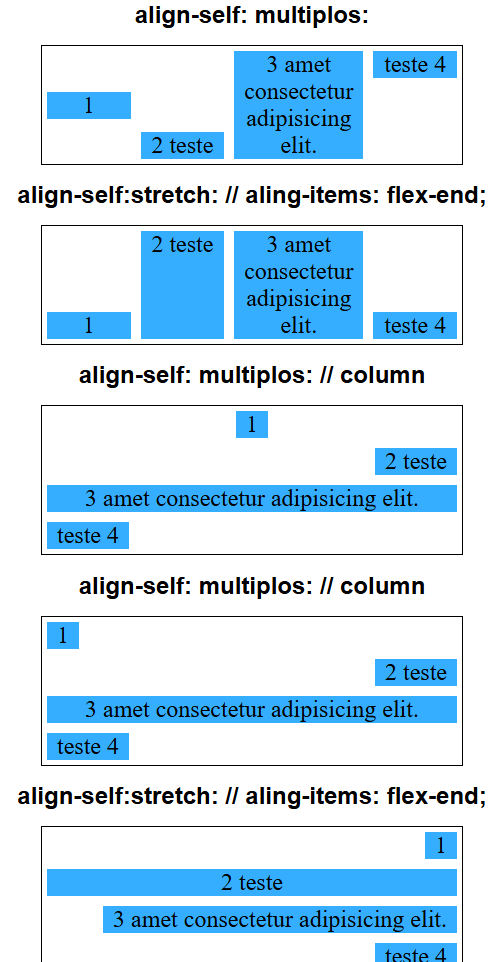 align-self: multiplos:
3 amet
teste 4
consectetur
1
adipisicing
2 teste
elit.
align-self:stretch: // aling-items: flex-end;
2 teste
3 amet
consectetur
adipisicing
1
elit.
teste 4
align-self: multiplos: // column
1
2 teste
3 amet consectetur adipisicing elit.
teste 4
align-self: multiplos: // column
1
2 teste
3 amet consectetur adipisicing elit.
teste 4
align-self:stretch: // aling-items: flex-end;
1
2 teste
3 amet consectetur adipisicing elit.
teste 4